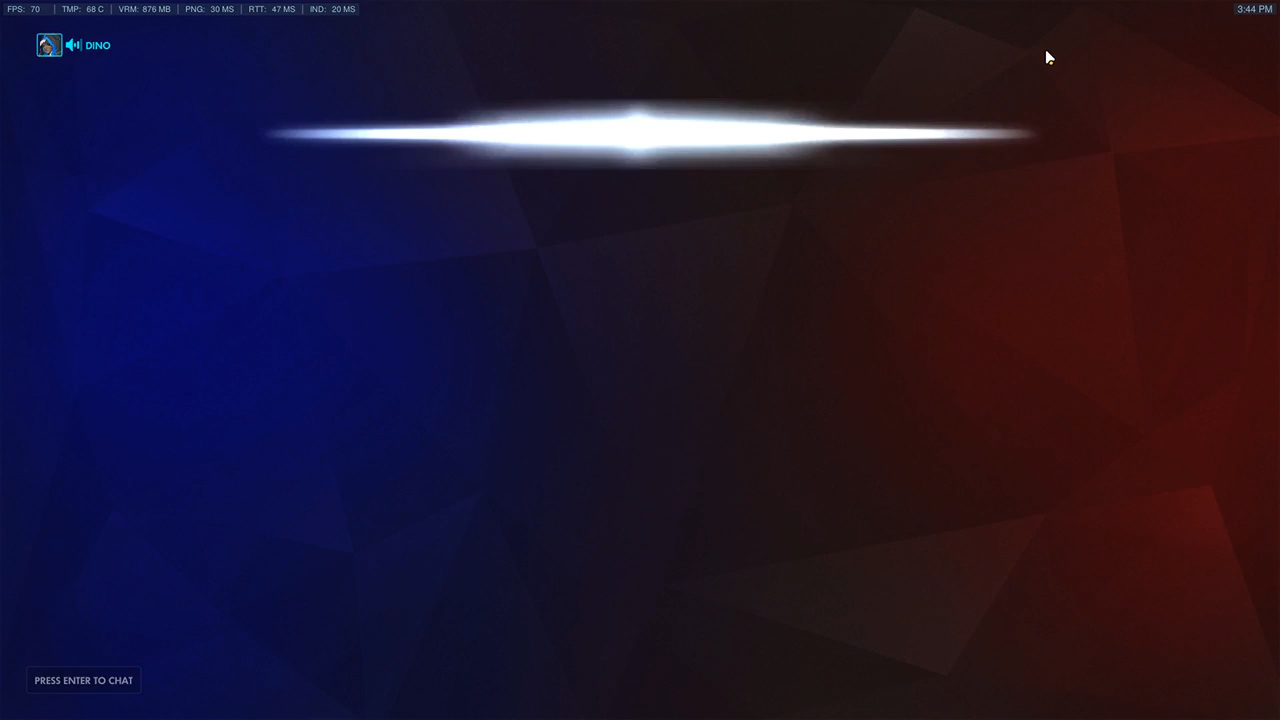 FPS: 70 | TMP: 68 C | VRM: 876 MB | PNG: 30 MS | RTT: 47 MS | IND: 20 MS
3:44 PM
DINO
PRESS ENTER TO CHAT